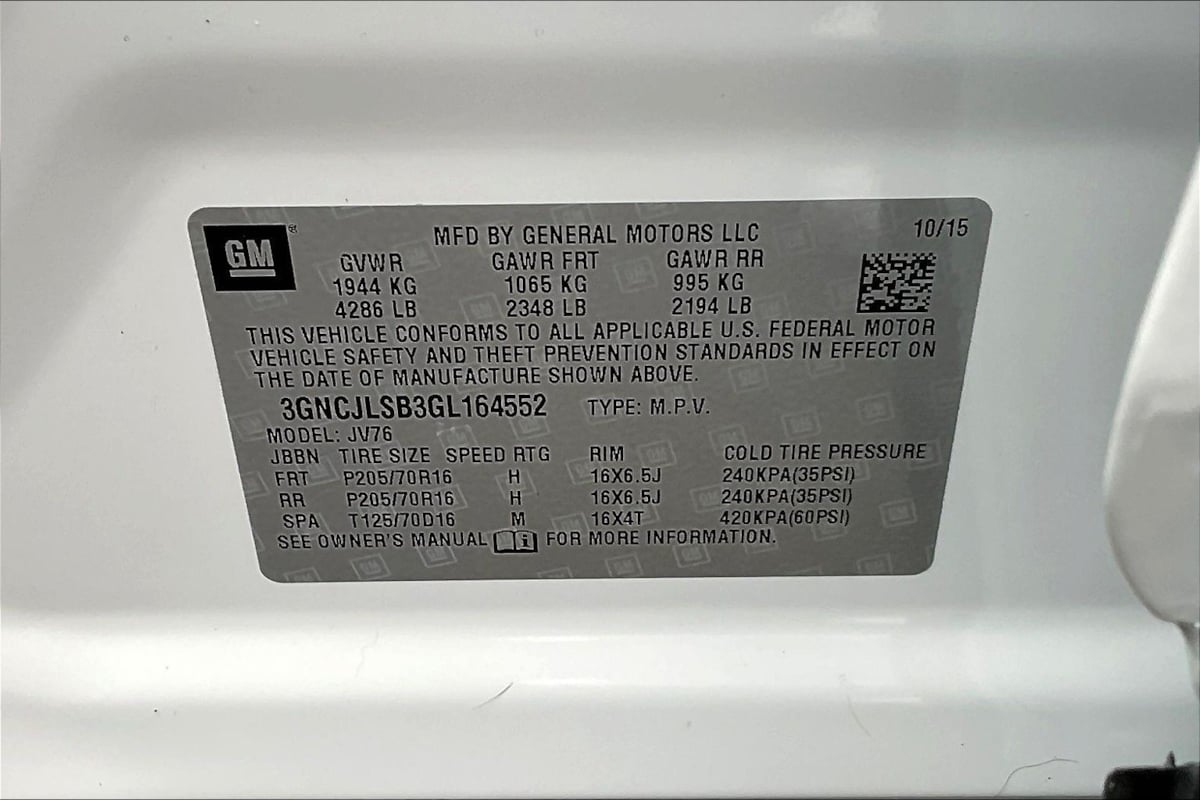 GM® MFD BY GENERAL MOTORS LLC 10/15
GVWR GAWR FRT GAWR RR
1944 KG 1065 KG 995 KG
4286 LB 2348 LB 2194 LB
THIS VEHICLE CONFORMS TO ALL APPLICABLE U.S. FEDERAL MOTOR
VEHICLE SAFETY AND THEFT PREVENTION STANDARDS IN EFFECT ON
THE DATE OF MANUFACTURE SHOWN ABOVE.
3GNCJLSB3GL164552 TYPE: M.P.V.
MODEL: JV76
JBBN TIRE SIZE SPEED RTG RIM COLD TIRE PRESSURE
FRT P205/70R16 H 16X6.5J 240KPA(35PSI)
RR P205/70R16 H 16X6.5J 240KPA(35PSI)
SPA T125/70D16 M 16X4T 420KPA(60PSI)
SEE OWNER'S MANUAL i FOR MORE INFORMATION.